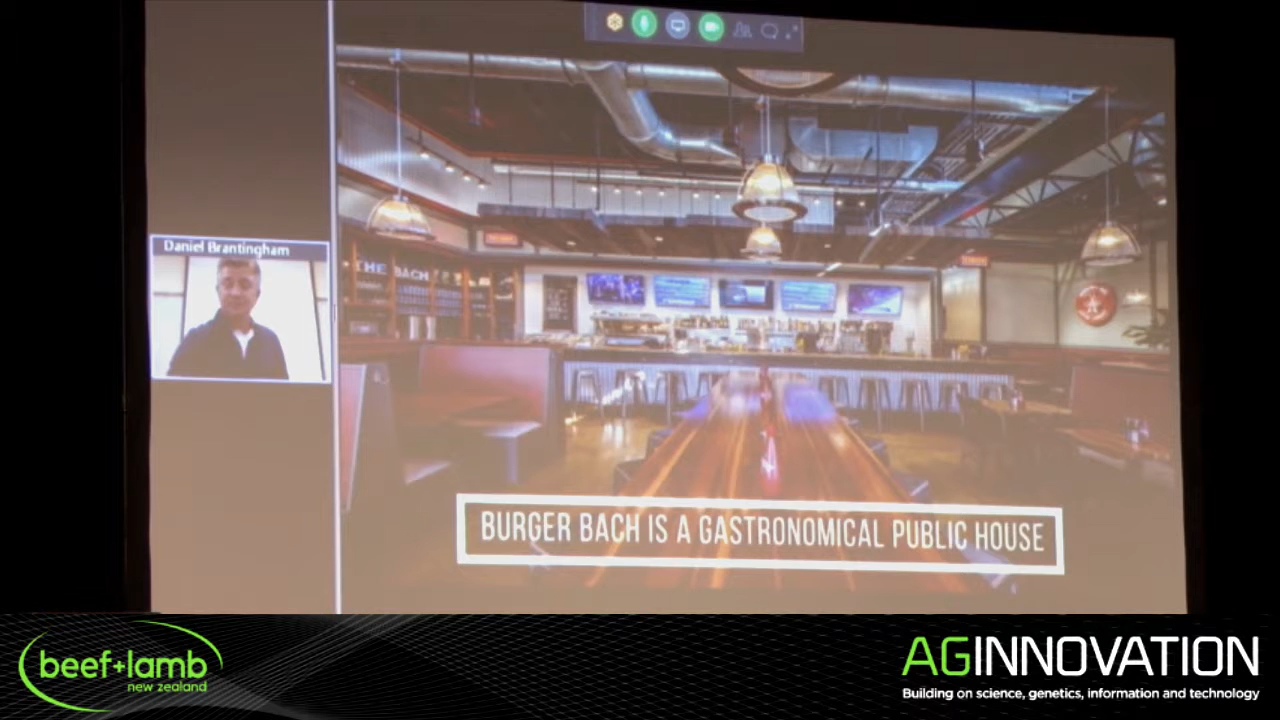 Daniel Brantingham
THE BACH
BURGER BACH IS A GASTRONOMICAL PUBLIC HOUSE
beef+lamb
new zealand
AGINNOVATION
Building on science, genetics, information and technology